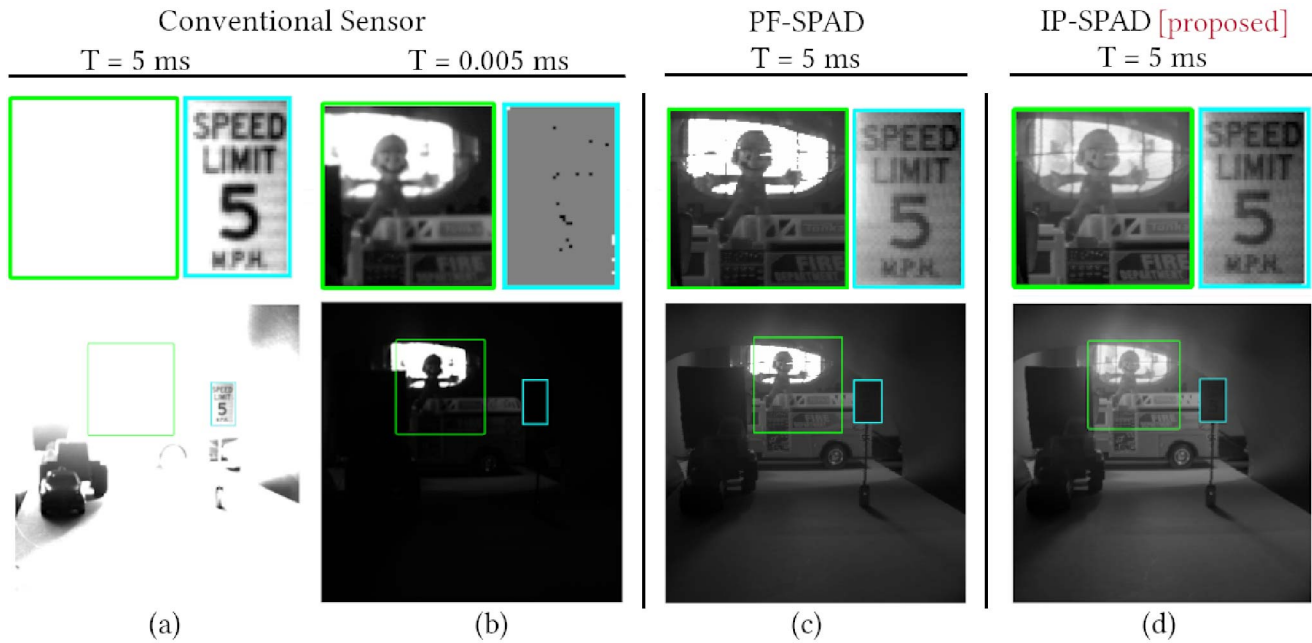 Conventional Sensor
T = 5 ms
T = 0.005 ms
PF-SPAD
T = 5 ms
IP-SPAD [proposed]
T = 5 ms
SPEED
LIMIT
5
M.P.H.
SPEED
LIMIT
5
M.P.H.
FIRE
SPEED
LIMIT
5
M.P.H.
FIRE
SPEED
LIMIT
5
M.P.H.
(a)
(b)
(c)
(d)